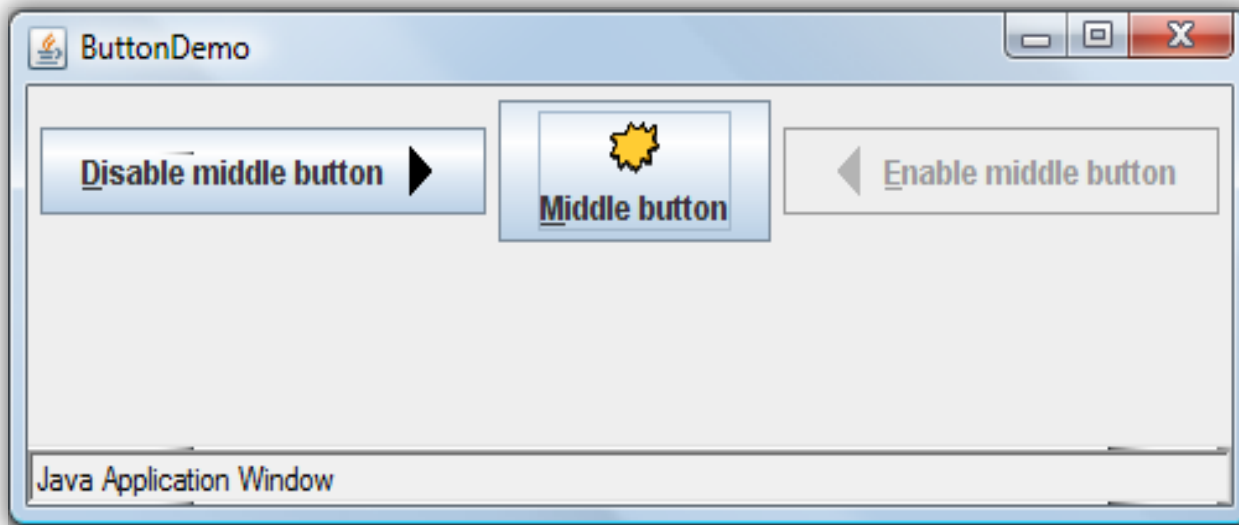 ButtonDemo
Disable middle button
Middle button
Enable middle button
Java Application Window